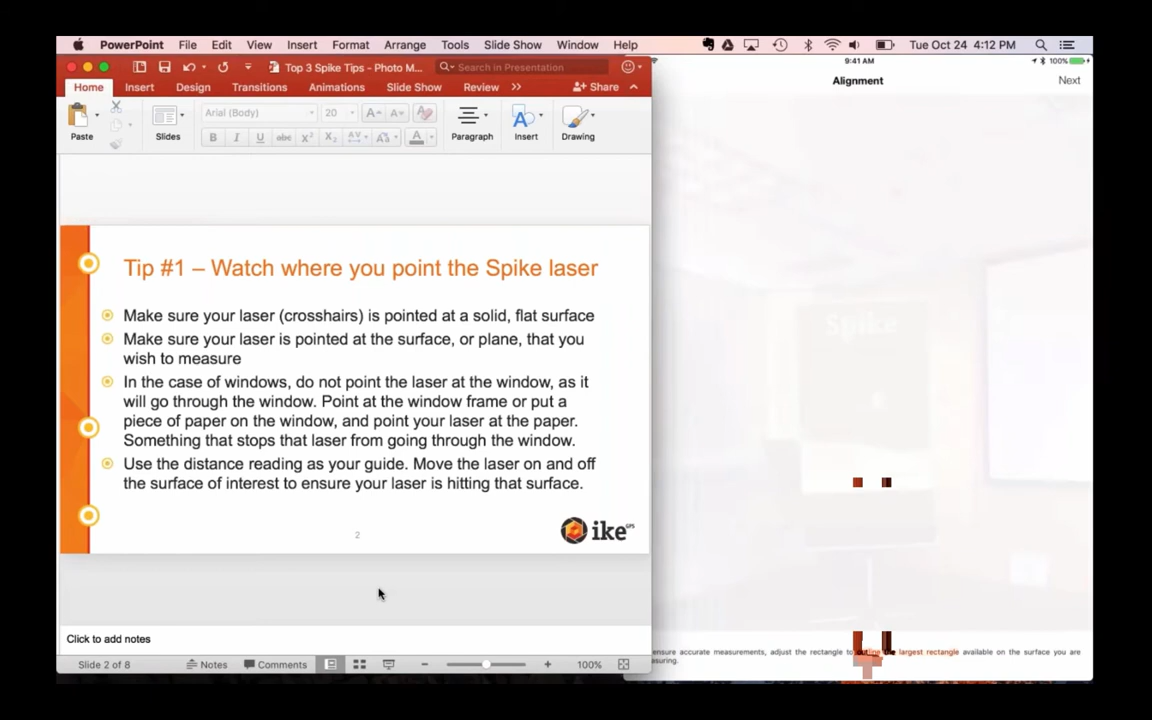 PowerPoint File Edit View Insert Format Arrange Tools Slide Show Window Help Tue Oct 24 4:12 PM
Top 3 Spike Tips - Photo M... Search in Presentation
Home Insert Design Transitions Animations Slide Show Review Share
Arial (Body) 20
Paste Slides B I U abc X² X₂ AV Aa A Paragraph Insert Drawing
Tip #1 – Watch where you point the Spike laser
Make sure your laser (crosshairs) is pointed at a solid, flat surface
Make sure your laser is pointed at the surface, or plane, that you
wish to measure
In the case of windows, do not point the laser at the window, as it
will go through the window. Point at the window frame or put a
piece of paper on the window, and point your laser at the paper.
Something that stops that laser from going through the window.
Use the distance reading as your guide. Move the laser on and off
the surface of interest to ensure your laser is hitting that surface.
2
ike GPS
Click to add notes
Slide 2 of 8 Notes Comments 100%
9:41 AM 100%
Alignment Next
Spike
ensure accurate measurements, adjust the rectangle to outline the largest rectangle available on the surface you are